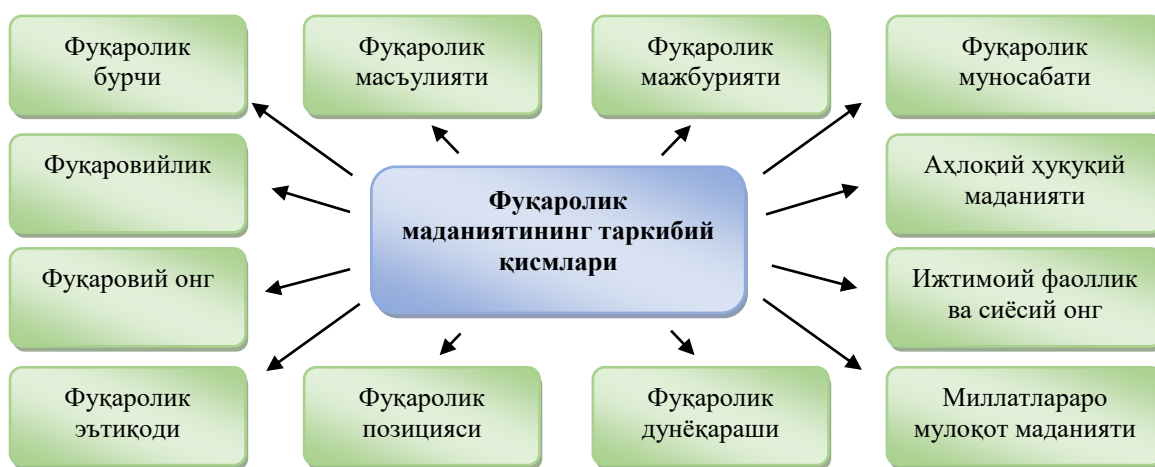 Фуқаролик
бурчи
Фуқаролик
масъулияти
Фуқаролик
мажбурияти
Фуқаролик
муносабати
Фуқаровийлик
Фуқаролик
маданиятининг таркибий
қисмлари
Аҳлоқий ҳуқуқий
маданияти
Фуқаровий онг
Ижтимоий фаоллик
ва сиёсий онг
Фуқаролик
эътиқоди
Фуқаролик
позицияси
Фуқаролик
дунёқараши
Миллатлараро
мулоқот маданияти